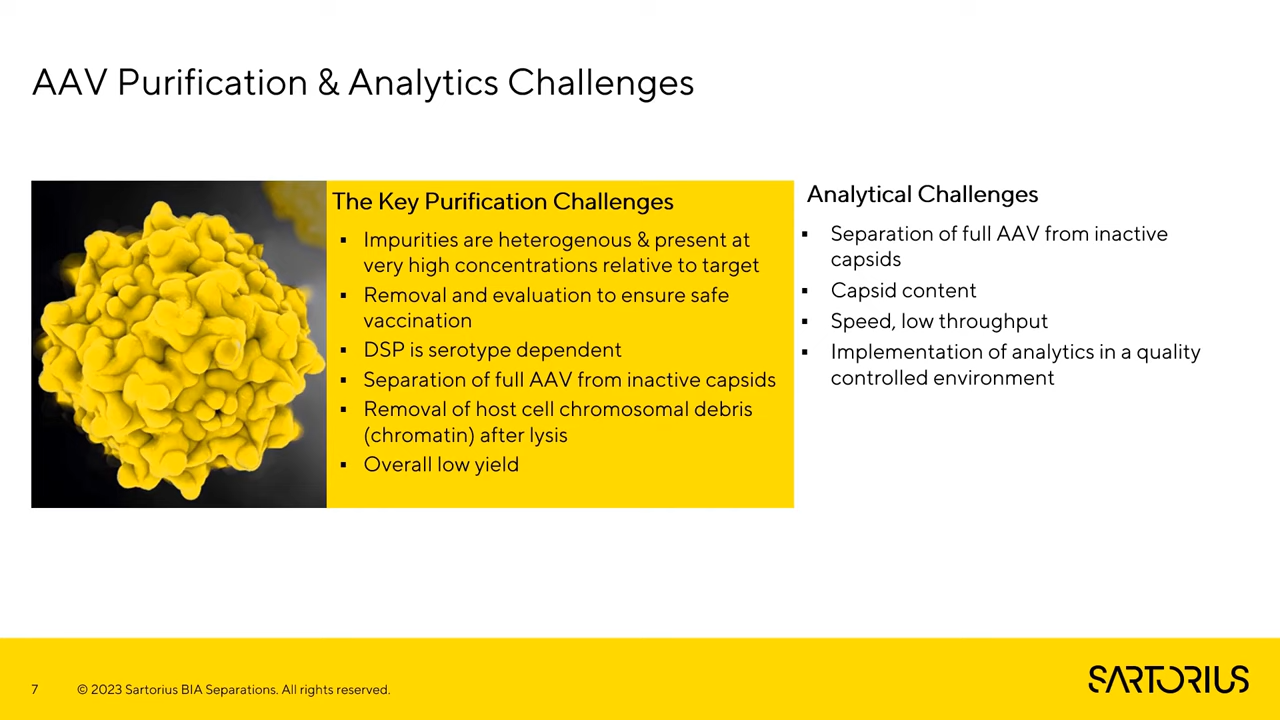 AAV Purification & Analytics Challenges
The Key Purification Challenges
▪ Impurities are heterogenous & present at
very high concentrations relative to target
▪ Removal and evaluation to ensure safe
vaccination
▪ DSP is serotype dependent
▪ Separation of full AAV from inactive capsids
▪ Removal of host cell chromosomal debris
(chromatin) after lysis
▪ Overall low yield
Analytical Challenges
▪ Separation of full AAV from inactive
capsids
▪ Capsid content
▪ Speed, low throughput
▪ Implementation of analytics in a quality
controlled environment
7 © 2023 Sartorius BIA Separations. All rights reserved.
SARTORIUS